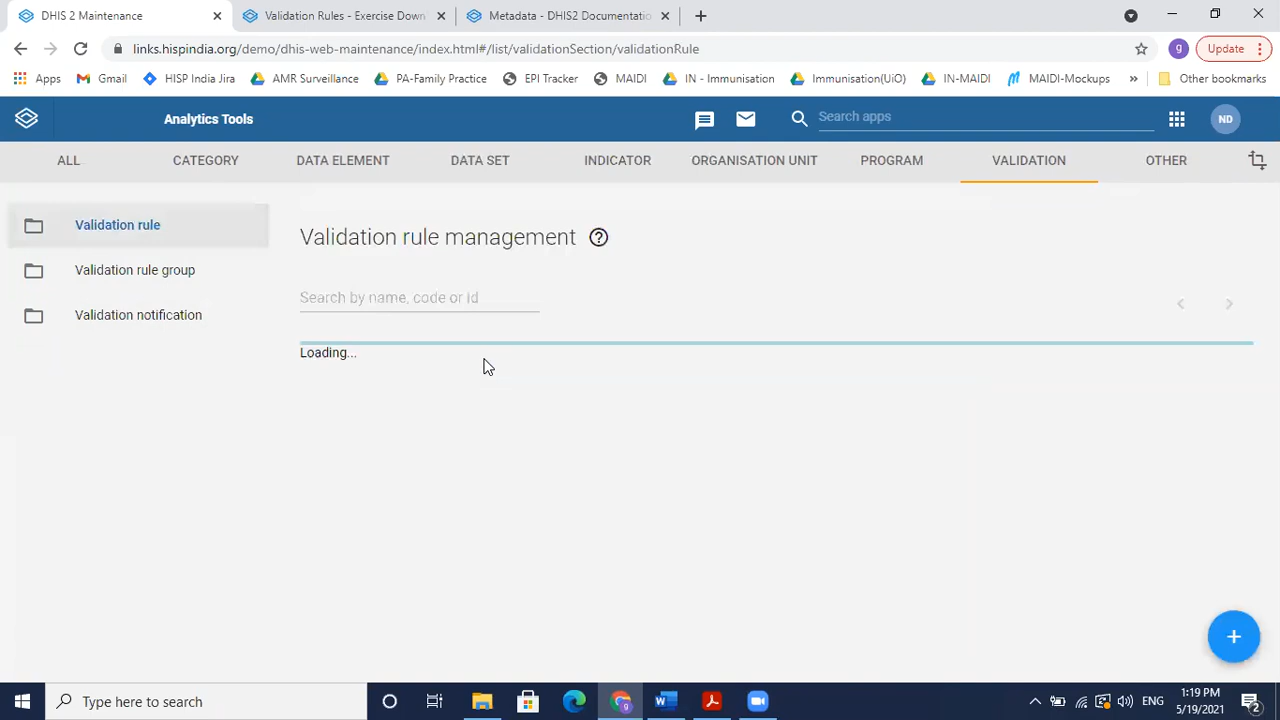 DHIS 2 Maintenance
Validation Rules - Exercise Down
Metadata - DHIS2 Documentatio
links.hispindia.org/demo/dhis-web-maintenance/index.html#/list/validationSection/validationRule
g
Update
Apps
Gmail
HISP India Jira
AMR Surveillance
PA-Family Practice
EPI Tracker
MAIDI
IN - Immunisation
Immunisation(UiO)
IN-MAIDI
MAIDI-Mockups
»
Other bookmarks
Analytics Tools
Search apps
ND
ALL
CATEGORY
DATA ELEMENT
DATA SET
INDICATOR
ORGANISATION UNIT
PROGRAM
VALIDATION
OTHER
Validation rule
Validation rule group
Validation notification
Validation rule management
Search by name, code or id
Loading...
Type here to search
ENG
1:19 PM
5/19/2021
2